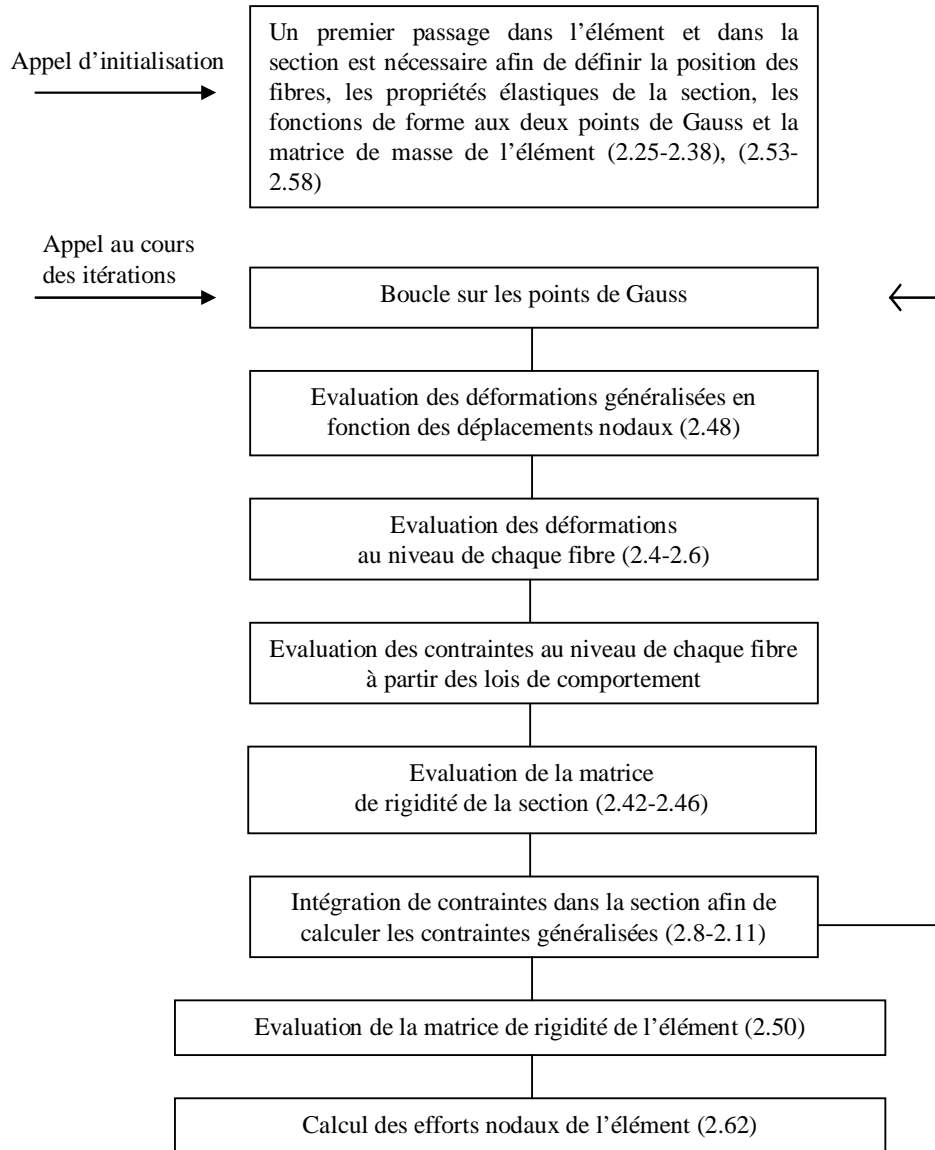 Appel d’initialisation
Un premier passage dans l’élément et dans la
section est nécessaire afin de définir la position des
fibres, les propriétés élastiques de la section, les
fonctions de forme aux deux points de Gauss et la
matrice de masse de l’élément (2.25-2.38), (2.53-
2.58)
Appel au cours
des itérations
Boucle sur les points de Gauss
Evaluation des déformations généralisées en
fonction des déplacements nodaux (2.48)
Evaluation des déformations
au niveau de chaque fibre (2.4-2.6)
Evaluation des contraintes au niveau de chaque fibre
à partir des lois de comportement
Evaluation de la matrice
de rigidité de la section (2.42-2.46)
Intégration de contraintes dans la section afin de
calculer les contraintes généralisées (2.8-2.11)
Evaluation de la matrice de rigidité de l’élément (2.50)
Calcul des efforts nodaux de l’élément (2.62)